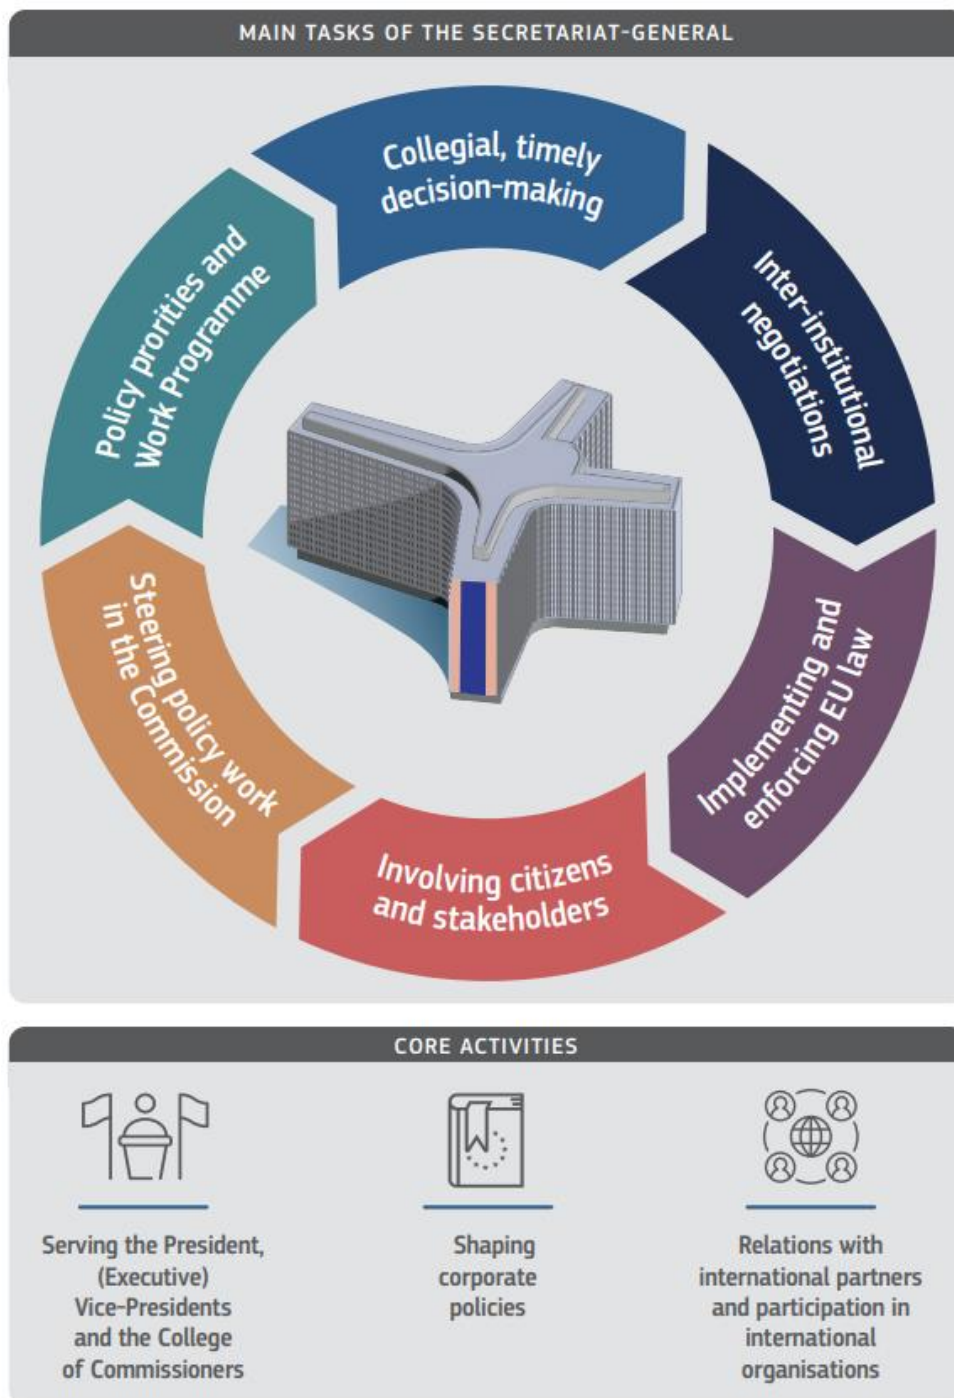 MAIN TASKS OF THE SECRETARIAT-GENERAL
Collegial, timely
decision-making
Inter-institutional
negotiations
Implementing and
enforcing EU law
Involving citizens
and stakeholders
Steering policy work
in the Commission
Policy prorities and
Work Programme
CORE ACTIVITIES
Serving the President,
(Executive)
Vice-Presidents
and the College
of Commissioners
Shaping
corporate
policies
Relations with
international partners
and participation in
international
organisations